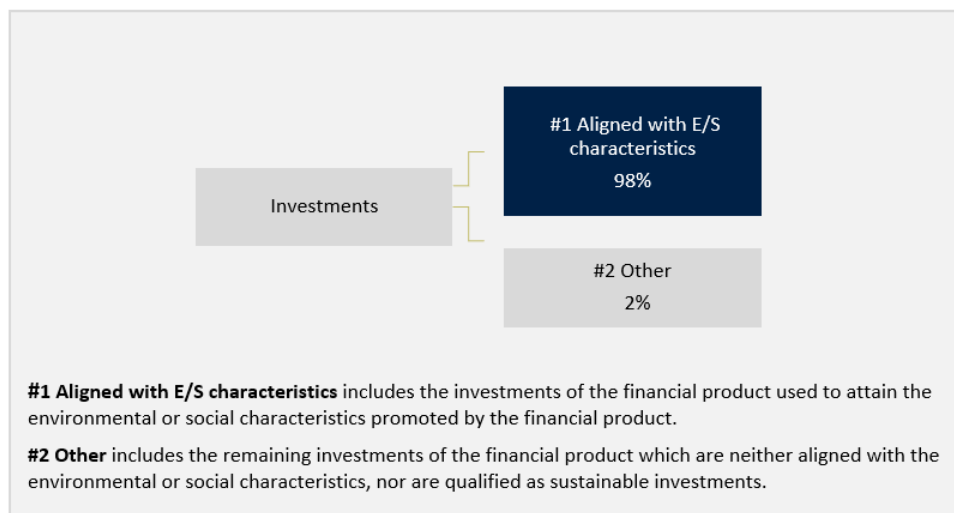 #1 Aligned with E/S
characteristics
98%
Investments
#2 Other
2%
#1 Aligned with E/S characteristics includes the investments of the financial product used to attain the
environmental or social characteristics promoted by the financial product.
#2 Other includes the remaining investments of the financial product which are neither aligned with the
environmental or social characteristics, nor are qualified as sustainable investments.